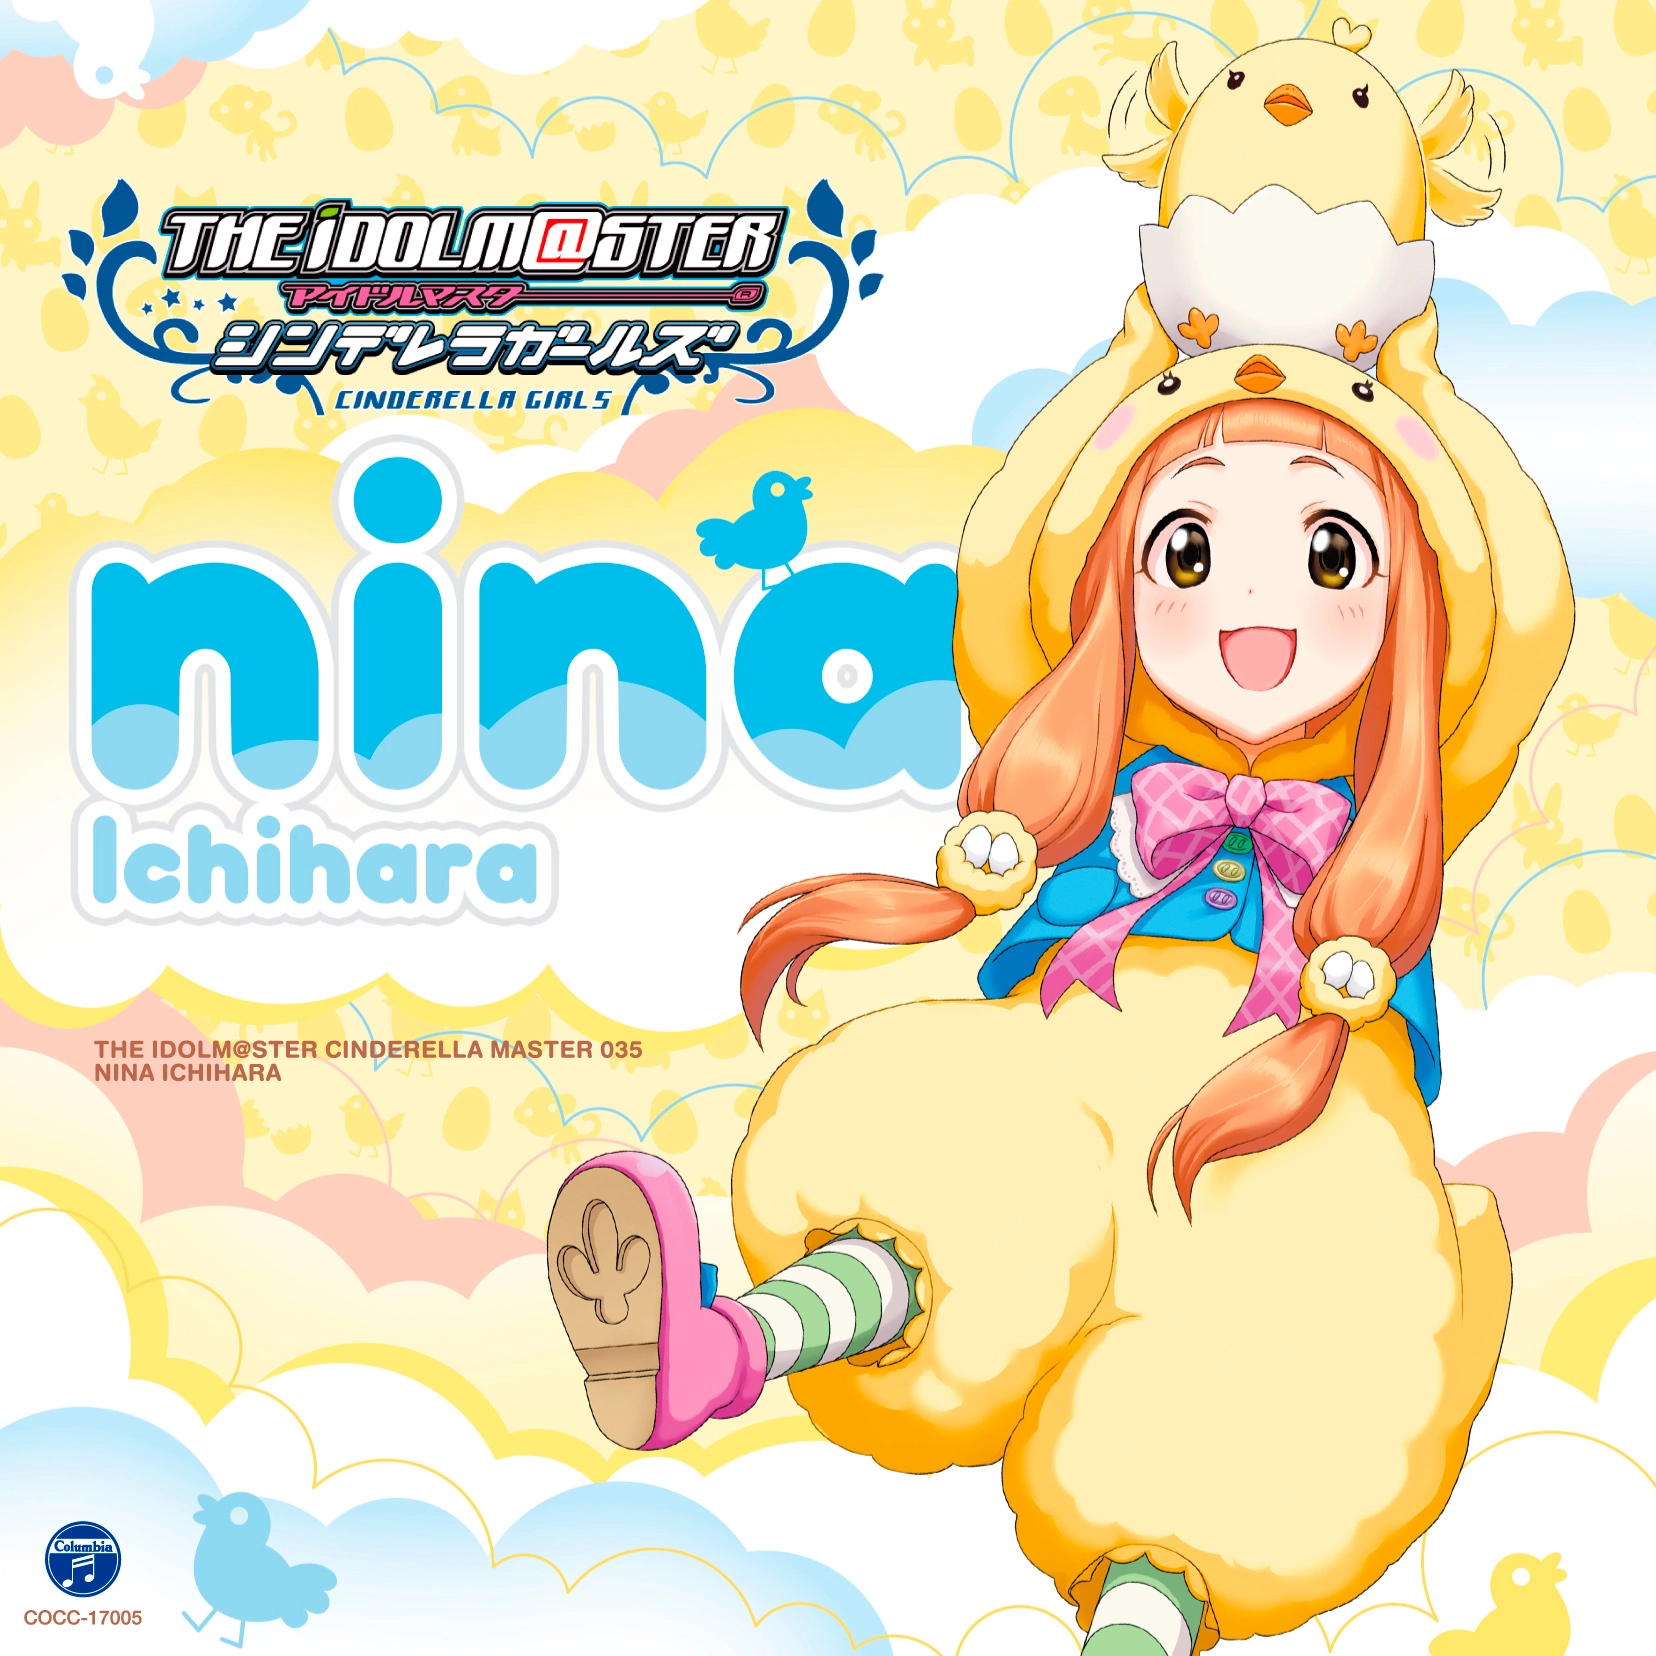 THE iDOLM@STER
アイドルマスター
シンデレラガールズ
CINDERELLA GIRLS
nina
Ichihara
THE IDOLM@STER CINDERELLA MASTER 035
NINA ICHIHARA
Columbia
COCC-17005